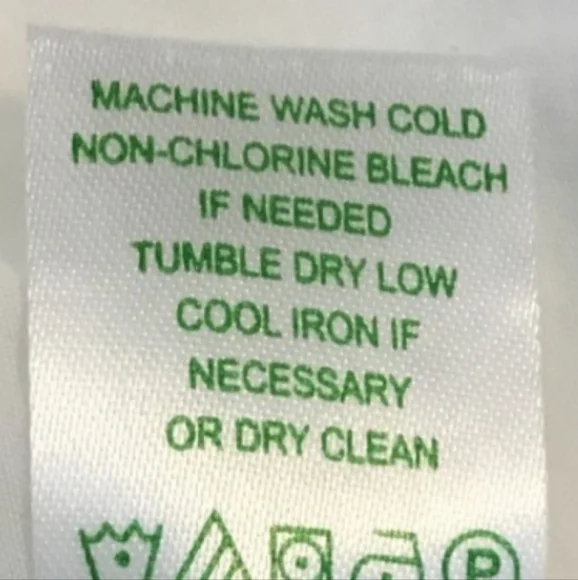 MACHINE WASH COLD
NON-CHLORINE BLEACH
IF NEEDED
TUMBLE DRY LOW
COOL IRON IF
NECESSARY
OR DRY CLEAN
P